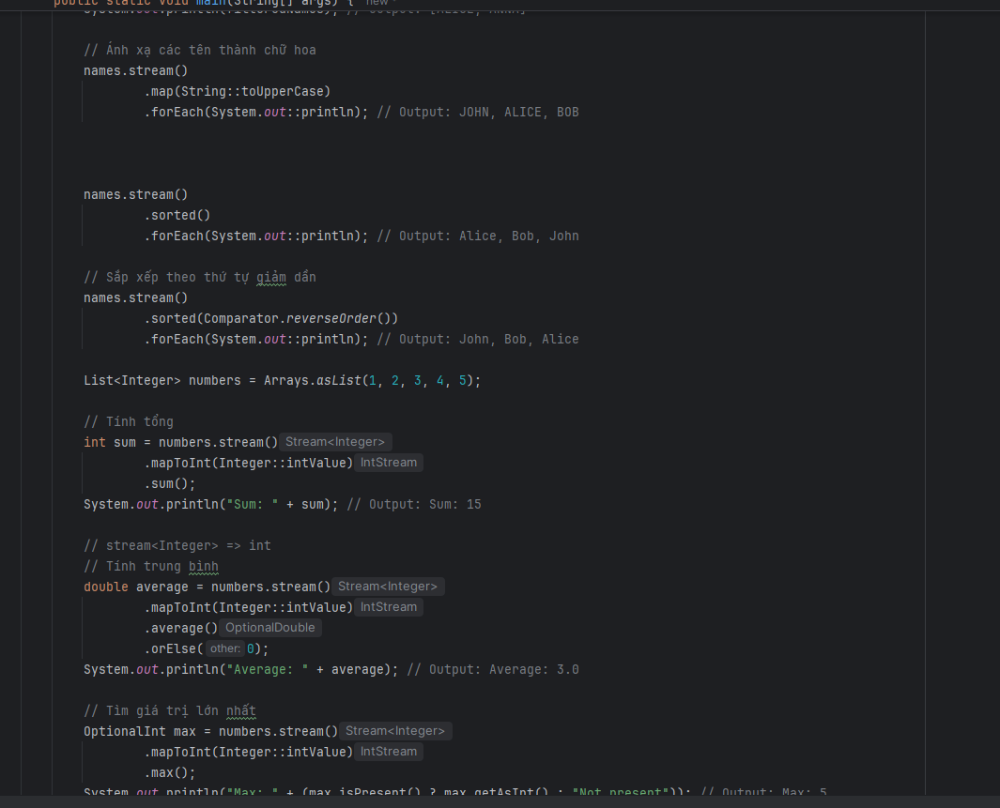 public static void main(String[] args) { new *
System.out.println(filteredNames); // Output: [ALICE, ANNA]
// Ánh xạ các tên thành chữ hoa
names.stream()
.map(String::toUpperCase)
.forEach(System.out::println); // Output: JOHN, ALICE, BOB
names.stream()
.sorted()
.forEach(System.out::println); // Output: Alice, Bob, John
// Sắp xếp theo thứ tự giảm dần
names.stream()
.sorted(Comparator.reverseOrder())
.forEach(System.out::println); // Output: John, Bob, Alice
List<Integer> numbers = Arrays.asList(1, 2, 3, 4, 5);
// Tính tổng
int sum = numbers.stream() Stream<Integer>
.mapToInt(Integer::intValue) IntStream
.sum();
System.out.println("Sum: " + sum); // Output: Sum: 15
// stream<Integer> => int
// Tính trung bình
double average = numbers.stream() Stream<Integer>
.mapToInt(Integer::intValue) IntStream
.average() OptionalDouble
.orElse( other: 0);
System.out.println("Average: " + average); // Output: Average: 3.0
// Tìm giá trị lớn nhất
OptionalInt max = numbers.stream() Stream<Integer>
.mapToInt(Integer::intValue) IntStream
.max();
System.out.println("Max: " + (max.isPresent() ? max.getAsInt() : "Not present")); // Output: Max: 5